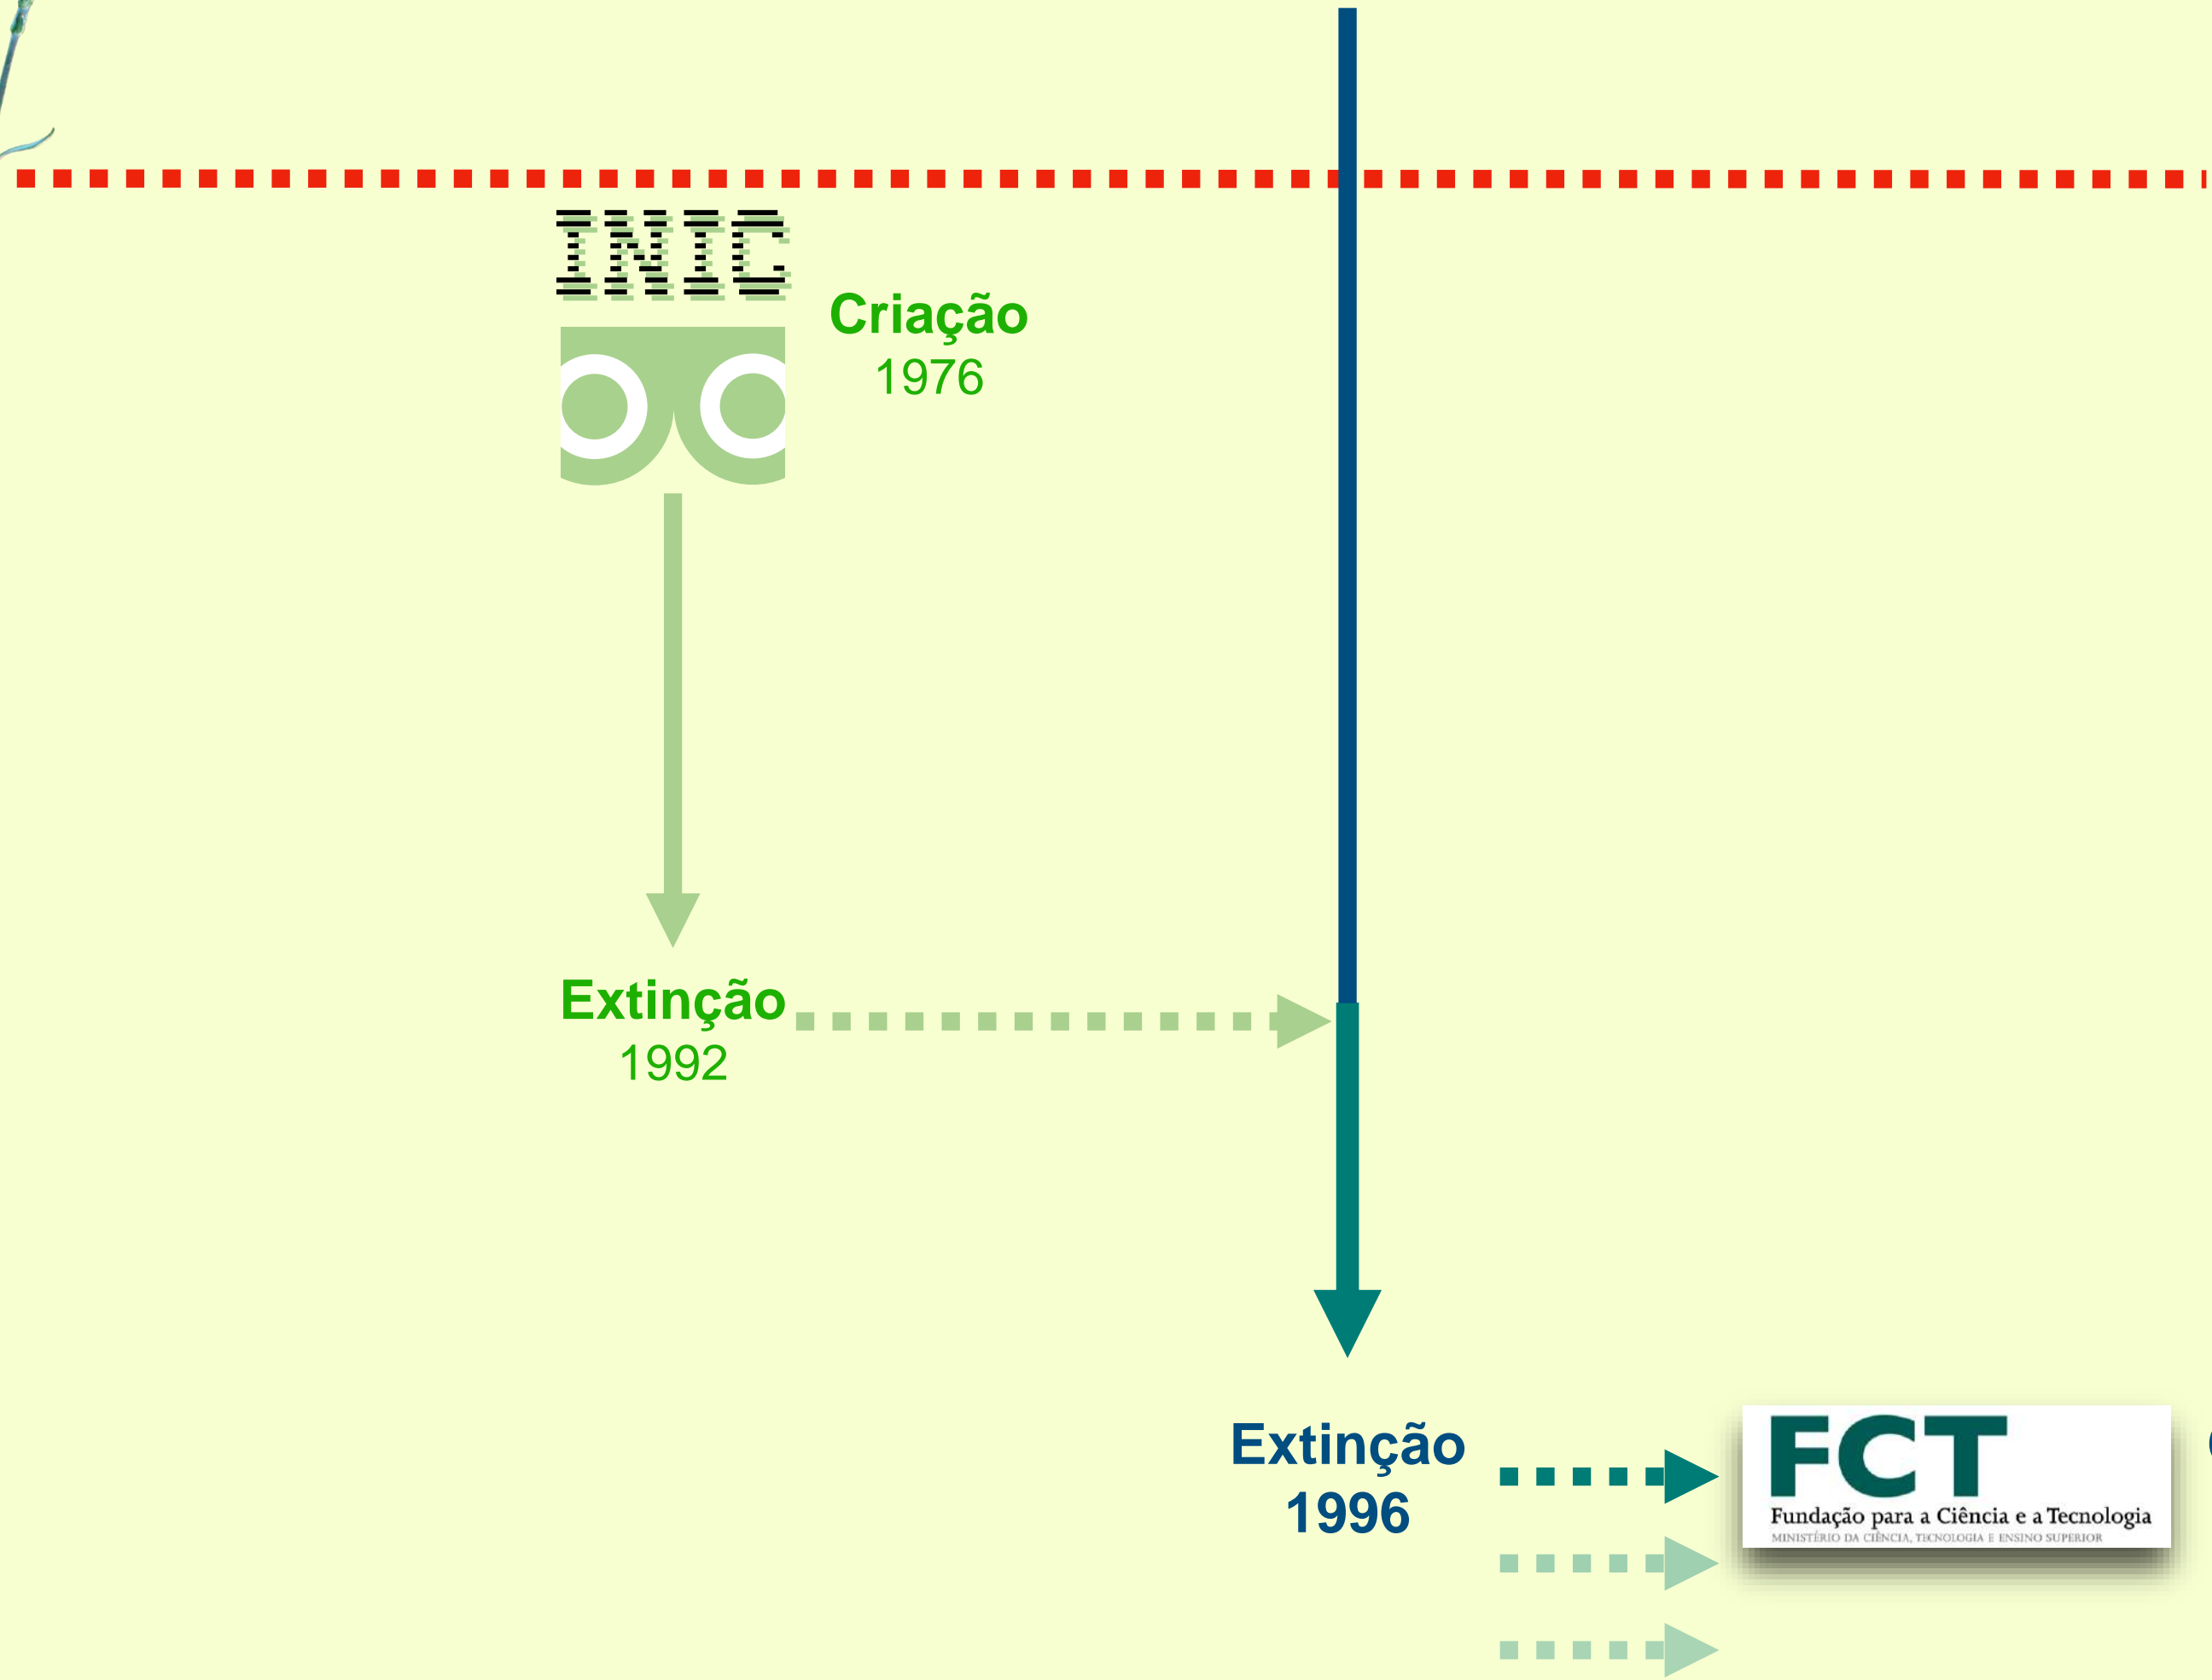 INIC
Criação
1976
Extinção
1992
Extinção
1996
FCT
Fundação para a Ciência e a Tecnologia
MINISTÉRIO DA CIÊNCIA, TECNOLOGIA E ENSINO SUPERIOR